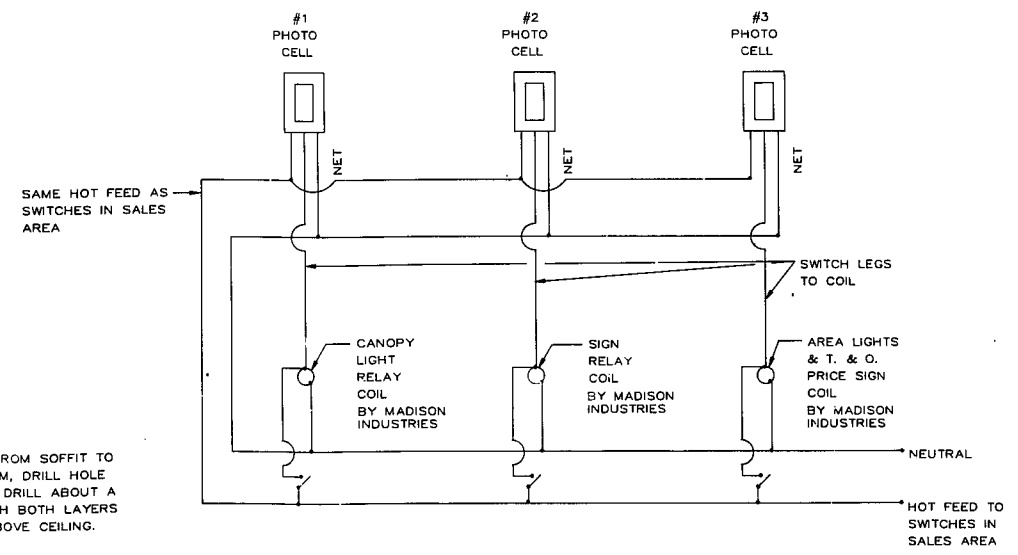 #1
PHOTO
CELL
#2
PHOTO
CELL
#3
PHOTO
CELL
NET
NET
NET
SAME HOT FEED AS
SWITCHES IN SALES
AREA
SWITCH LEGS
TO COIL
CANOPY
LIGHT
RELAY
COIL
BY MADISON
INDUSTRIES
SIGN
RELAY
COIL
BY MADISON
INDUSTRIES
AREA LIGHTS
& T. & O.
PRICE SIGN
COIL
BY MADISON
INDUSTRIES
ROM SOFFIT TO
M, DRILL HOLE
DRILL ABOUT A
H BOTH LAYERS
BOVE CEILING.
NEUTRAL
HOT FEED TO
SWITCHES IN
SALES AREA